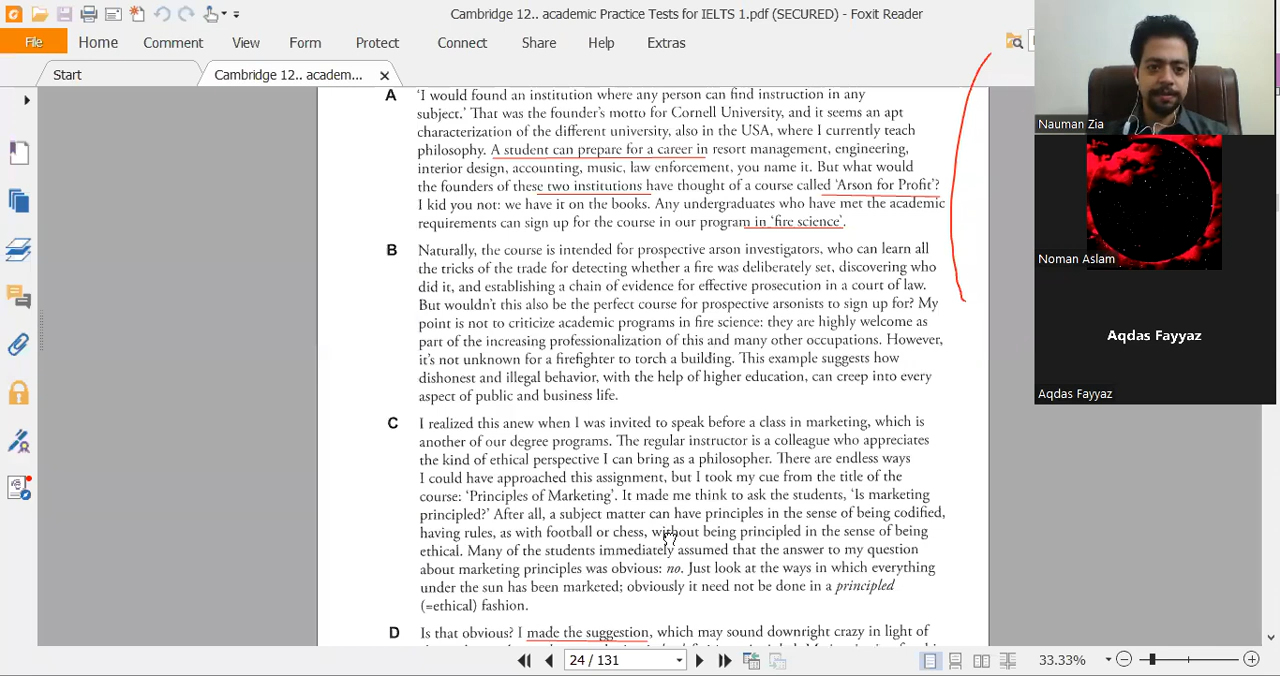 Cambridge 12.. academic Practice Tests for IELTS 1.pdf (SECURED) - Foxit Reader
File Home Comment View Form Protect Connect Share Help Extras
Start Cambridge 12.. academ...
A 'I would found an institution where any person can find instruction in any
subject.' That was the founder's motto for Cornell University, and it seems an apt
characterization of the different university, also in the USA, where I currently teach
philosophy. A student can prepare for a career in resort management, engineering,
interior design, accounting, music, law enforcement, you name it. But what would
the founders of these two institutions have thought of a course called 'Arson for Profit'?
I kid you not: we have it on the books. Any undergraduates who have met the academic
requirements can sign up for the course in our program in 'fire science'.
B Naturally, the course is intended for prospective arson investigators, who can learn all
the tricks of the trade for detecting whether a fire was deliberately set, discovering who
did it, and establishing a chain of evidence for effective prosecution in a court of law.
But wouldn't this also be the perfect course for prospective arsonists to sign up for? My
point is not to criticize academic programs in fire science: they are highly welcome as
part of the increasing professionalization of this and many other occupations. However,
it's not unknown for a firefighter to torch a building. This example suggests how
dishonest and illegal behavior, with the help of higher education, can creep into every
aspect of public and business life.
C I realized this anew when I was invited to speak before a class in marketing, which is
another of our degree programs. The regular instructor is a colleague who appreciates
the kind of ethical perspective I can bring as a philosopher. There are endless ways
I could have approached this assignment, but I took my cue from the title of the
course: 'Principles of Marketing'. It made me think to ask the students, 'Is marketing
principled?' After all, a subject matter can have principles in the sense of being codified,
having rules, as with football or chess, without being principled in the sense of being
ethical. Many of the students immediately assumed that the answer to my question
about marketing principles was obvious: no. Just look at the ways in which everything
under the sun has been marketed; obviously it need not be done in a principled
(=ethical) fashion.
D Is that obvious? I made the suggestion, which may sound downright crazy in light of
24 / 131
33.33%
Nauman Zia
Noman Aslam
Aqdas Fayyaz
Aqdas Fayyaz